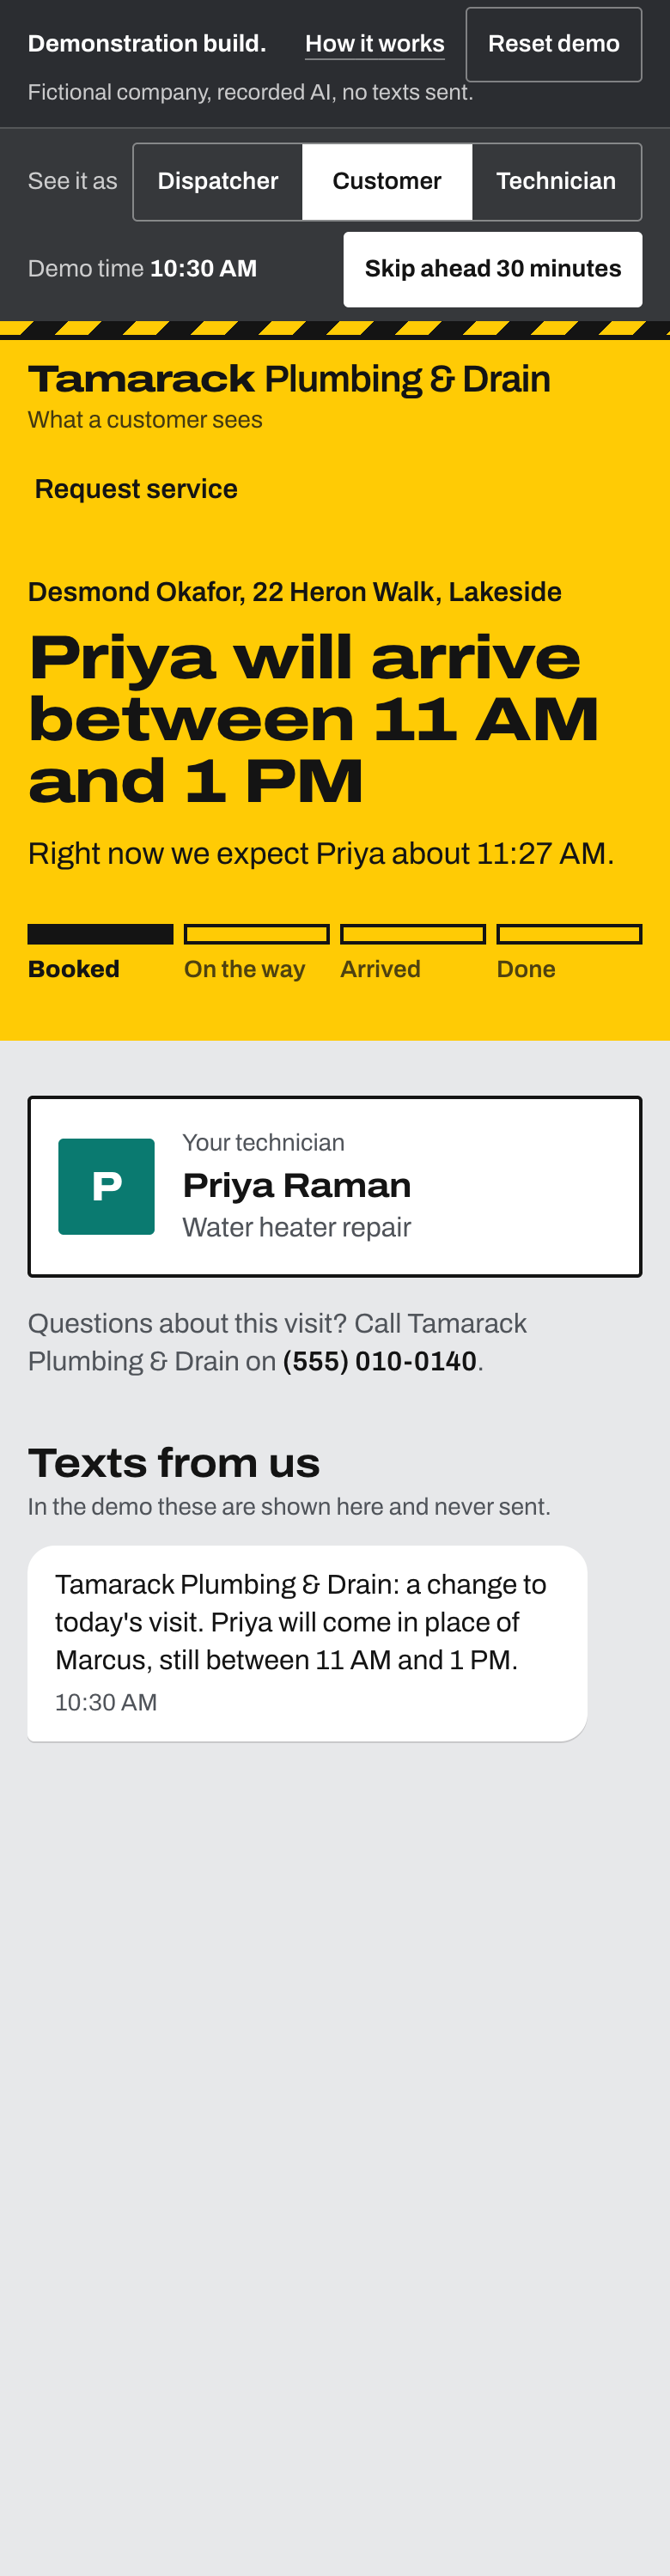 Demonstration build. How it works Reset demo
Fictional company, recorded AI, no texts sent.
See it as Dispatcher Customer Technician
Demo time 10:30 AM Skip ahead 30 minutes
Tamarack Plumbing & Drain
What a customer sees
Request service
Desmond Okafor, 22 Heron Walk, Lakeside
Priya will arrive
between 11 AM
and 1 PM
Right now we expect Priya about 11:27 AM.
Booked On the way Arrived Done
P
Your technician
Priya Raman
Water heater repair
Questions about this visit? Call Tamarack
Plumbing & Drain on (555) 010-0140.
Texts from us
In the demo these are shown here and never sent.
Tamarack Plumbing & Drain: a change to
today's visit. Priya will come in place of
Marcus, still between 11 AM and 1 PM.
10:30 AM